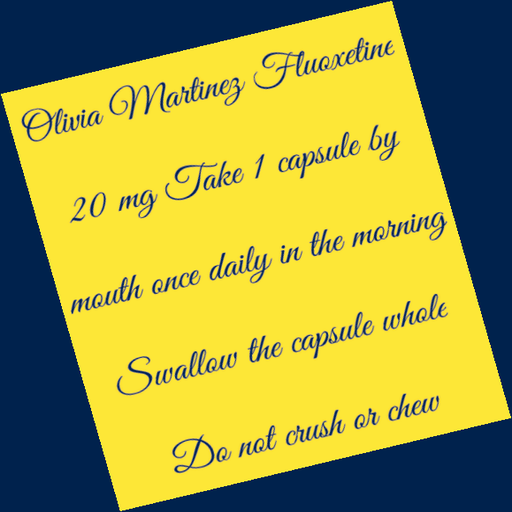 Olivia Martinez Fluoxetine
20 mg Take 1 capsule by
mouth once daily in the morning
Swallow the capsule whole
Do not crush or chew